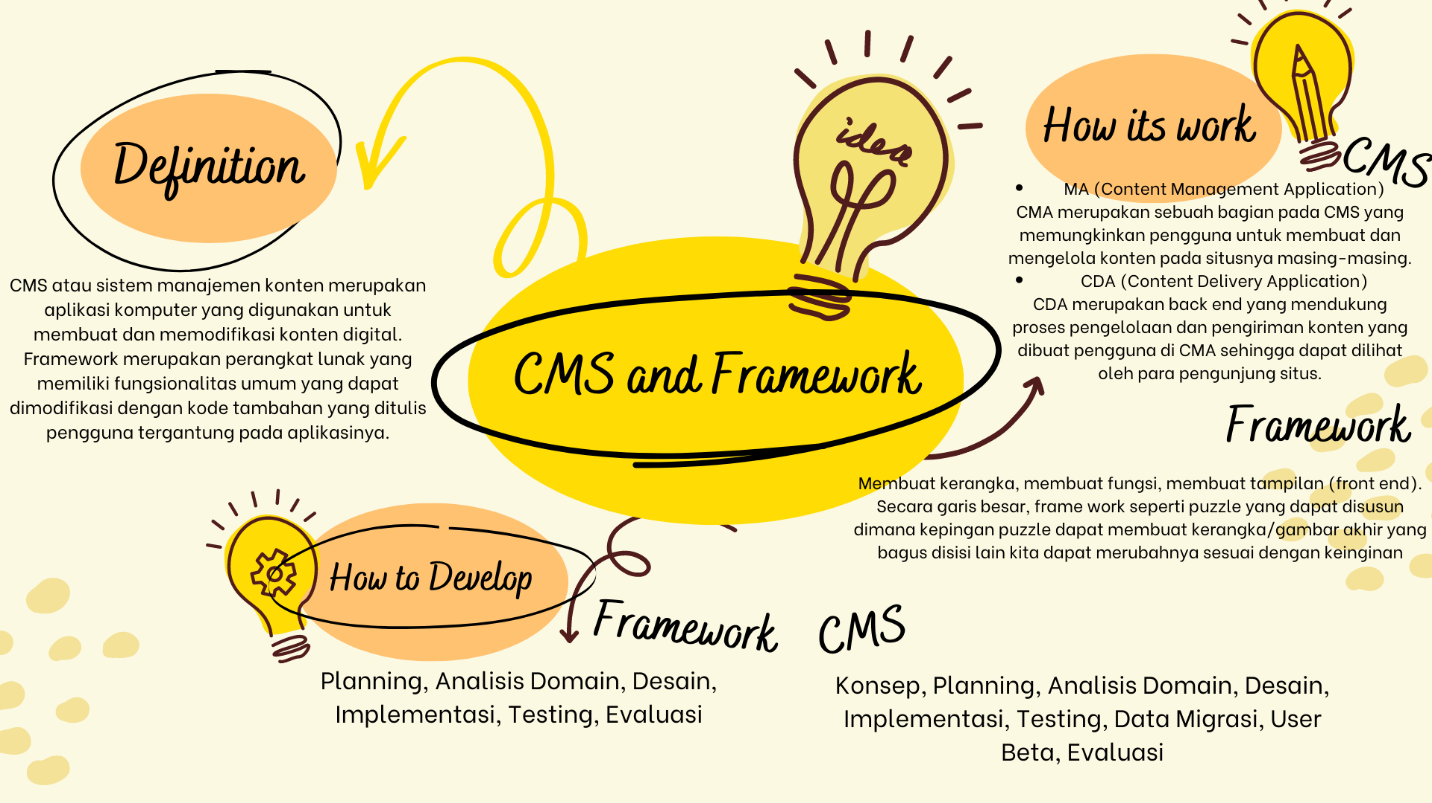 idea
CMS and Framework
Definition
CMS atau sistem manajemen konten merupakan
aplikasi komputer yang digunakan untuk
membuat dan memodifikasi konten digital.
Framework merupakan perangkat lunak yang
memiliki fungsionalitas umum yang dapat
dimodifikasi dengan kode tambahan yang ditulis
pengguna tergantung pada aplikasinya.
How its work
CMS
• MA (Content Management Application)
CMA merupakan sebuah bagian pada CMS yang
memungkinkan pengguna untuk membuat dan
mengelola konten pada situsnya masing-masing.
• CDA (Content Delivery Application)
CDA merupakan back end yang mendukung
proses pengelolaan dan pengiriman konten yang
dibuat pengguna di CMA sehingga dapat dilihat
oleh para pengunjung situs.
Framework
Membuat kerangka, membuat fungsi, membuat tampilan (front end).
Secara garis besar, frame work seperti puzzle yang dapat disusun
dimana kepingan puzzle dapat membuat kerangka/gambar akhir yang
bagus disisi lain kita dapat merubahnya sesuai dengan keinginan
How to Develop
Framework
Planning, Analisis Domain, Desain,
Implementasi, Testing, Evaluasi
CMS
Konsep, Planning, Analisis Domain, Desain,
Implementasi, Testing, Data Migrasi, User
Beta, Evaluasi